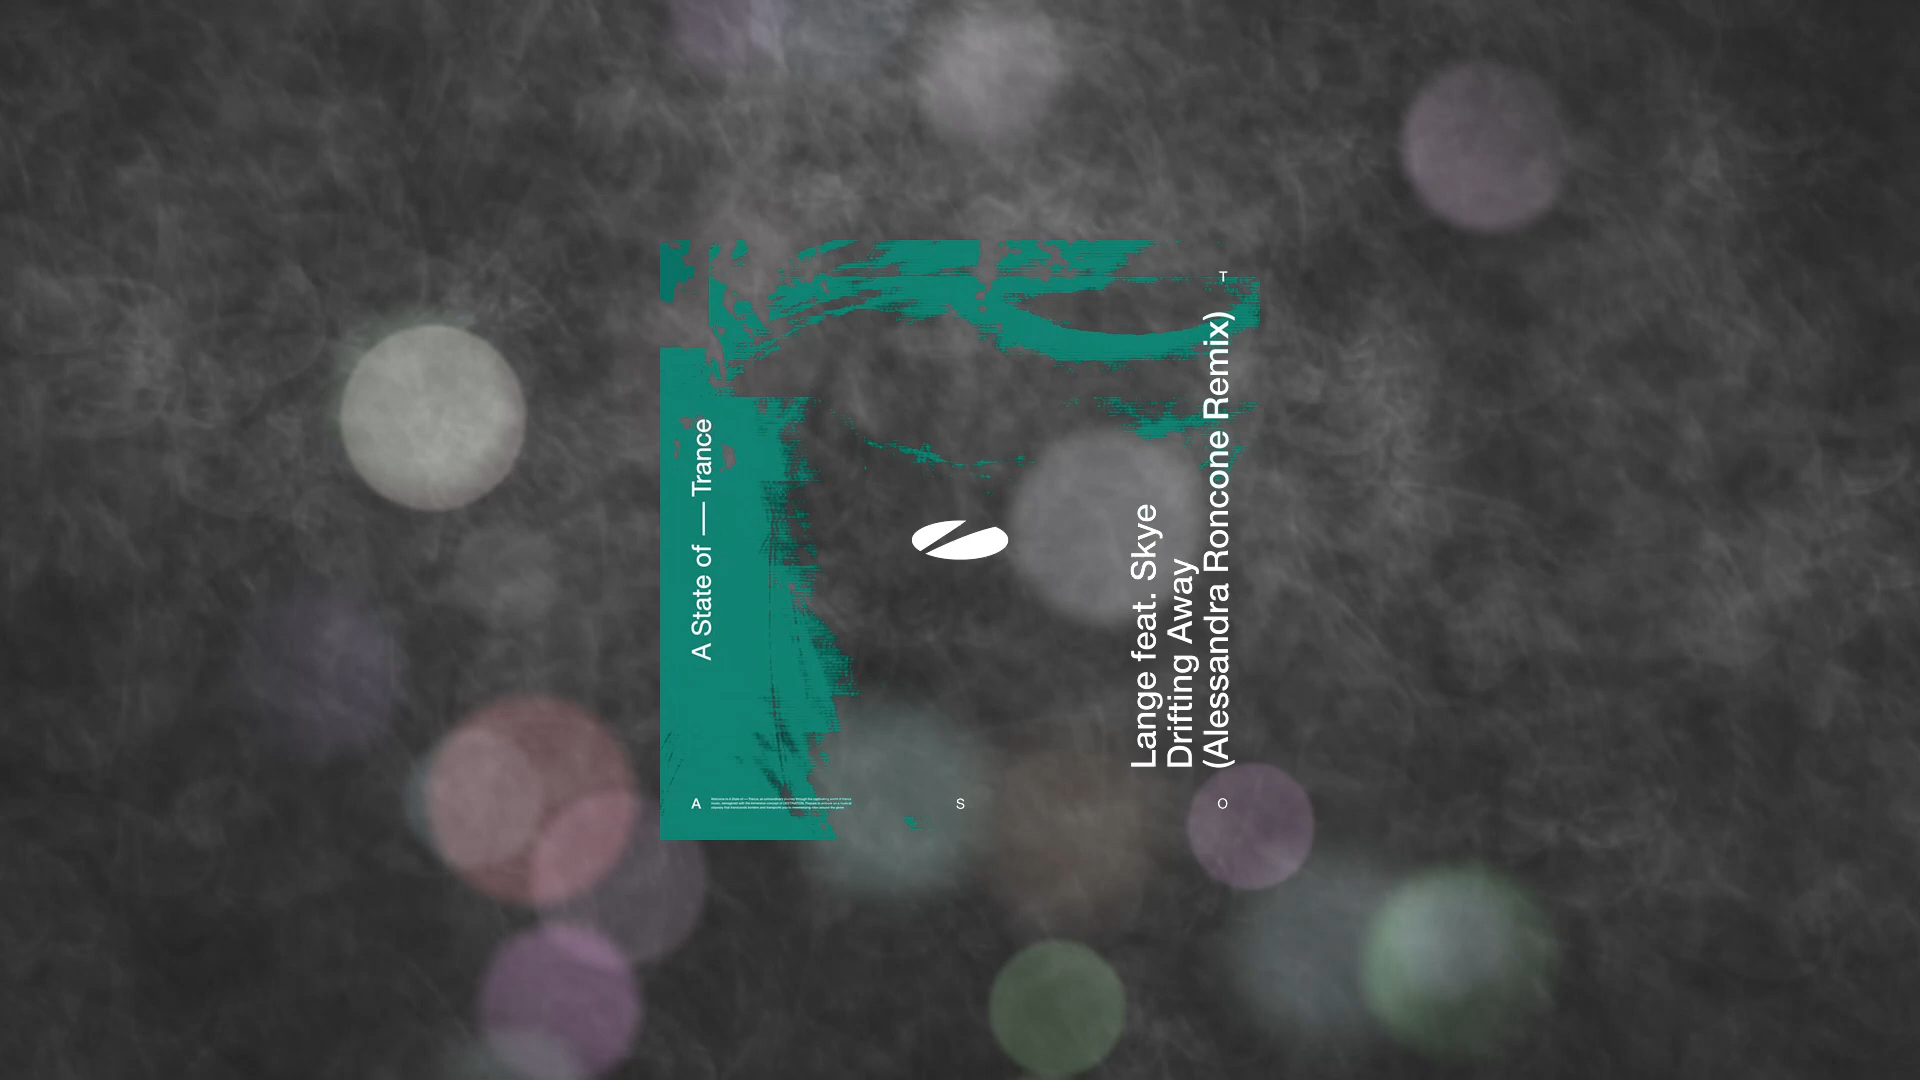 A State of — Trance
T
Lange feat. Skye
Drifting Away
(Alessandra Roncone Remix)
A
S
O